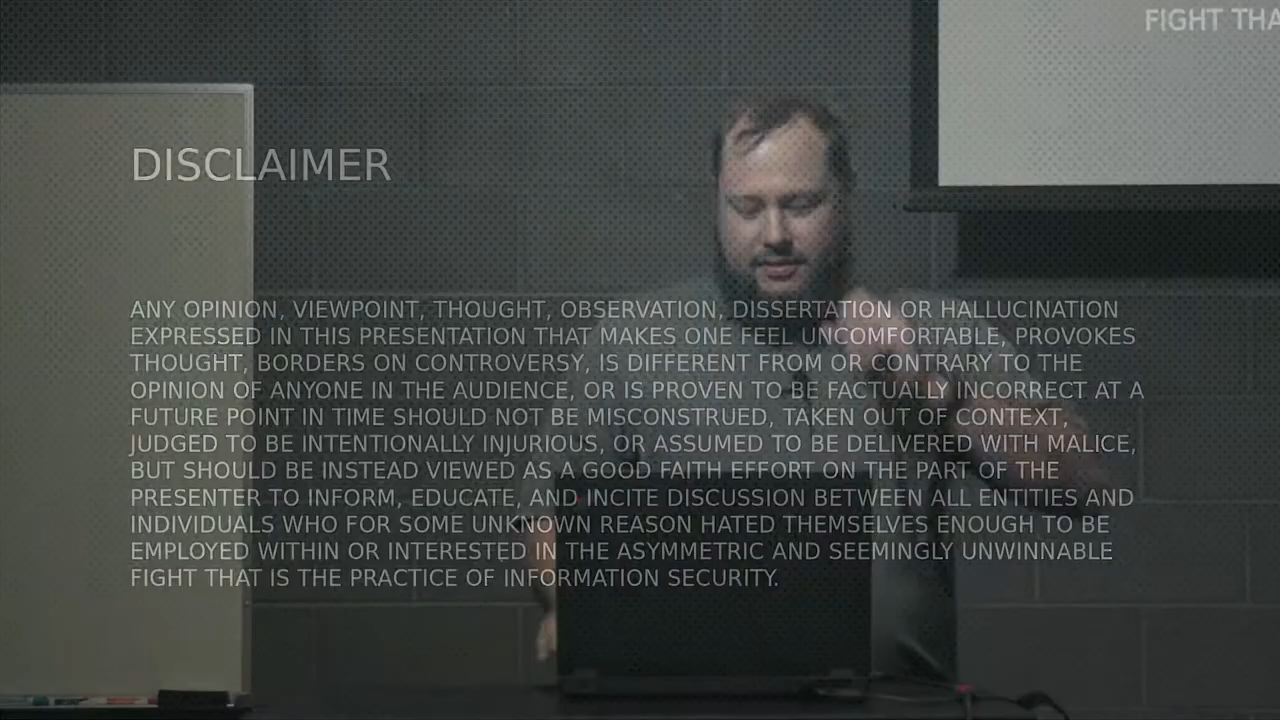 FIGHT THA
DISCLAIMER
ANY OPINION, VIEWPOINT, THOUGHT, OBSERVATION, DISSERTATION OR HALLUCINATION
EXPRESSED IN THIS PRESENTATION THAT MAKES ONE FEEL UNCOMFORTABLE, PROVOKES
THOUGHT, BORDERS ON CONTROVERSY, IS DIFFERENT FROM OR CONTRARY TO THE
OPINION OF ANYONE IN THE AUDIENCE, OR IS PROVEN TO BE FACTUALLY INCORRECT AT A
FUTURE POINT IN TIME SHOULD NOT BE MISCONSTRUED, TAKEN OUT OF CONTEXT,
JUDGED TO BE INTENTIONALLY INJURIOUS, OR ASSUMED TO BE DELIVERED WITH MALICE,
BUT SHOULD BE INSTEAD VIEWED AS A GOOD FAITH EFFORT ON THE PART OF THE
PRESENTER TO INFORM, EDUCATE, AND INCITE DISCUSSION BETWEEN ALL ENTITIES AND
INDIVIDUALS WHO FOR SOME UNKNOWN REASON HATED THEMSELVES ENOUGH TO BE
EMPLOYED WITHIN OR INTERESTED IN THE ASYMMETRIC AND SEEMINGLY UNWINNABLE
FIGHT THAT IS THE PRACTICE OF INFORMATION SECURITY.